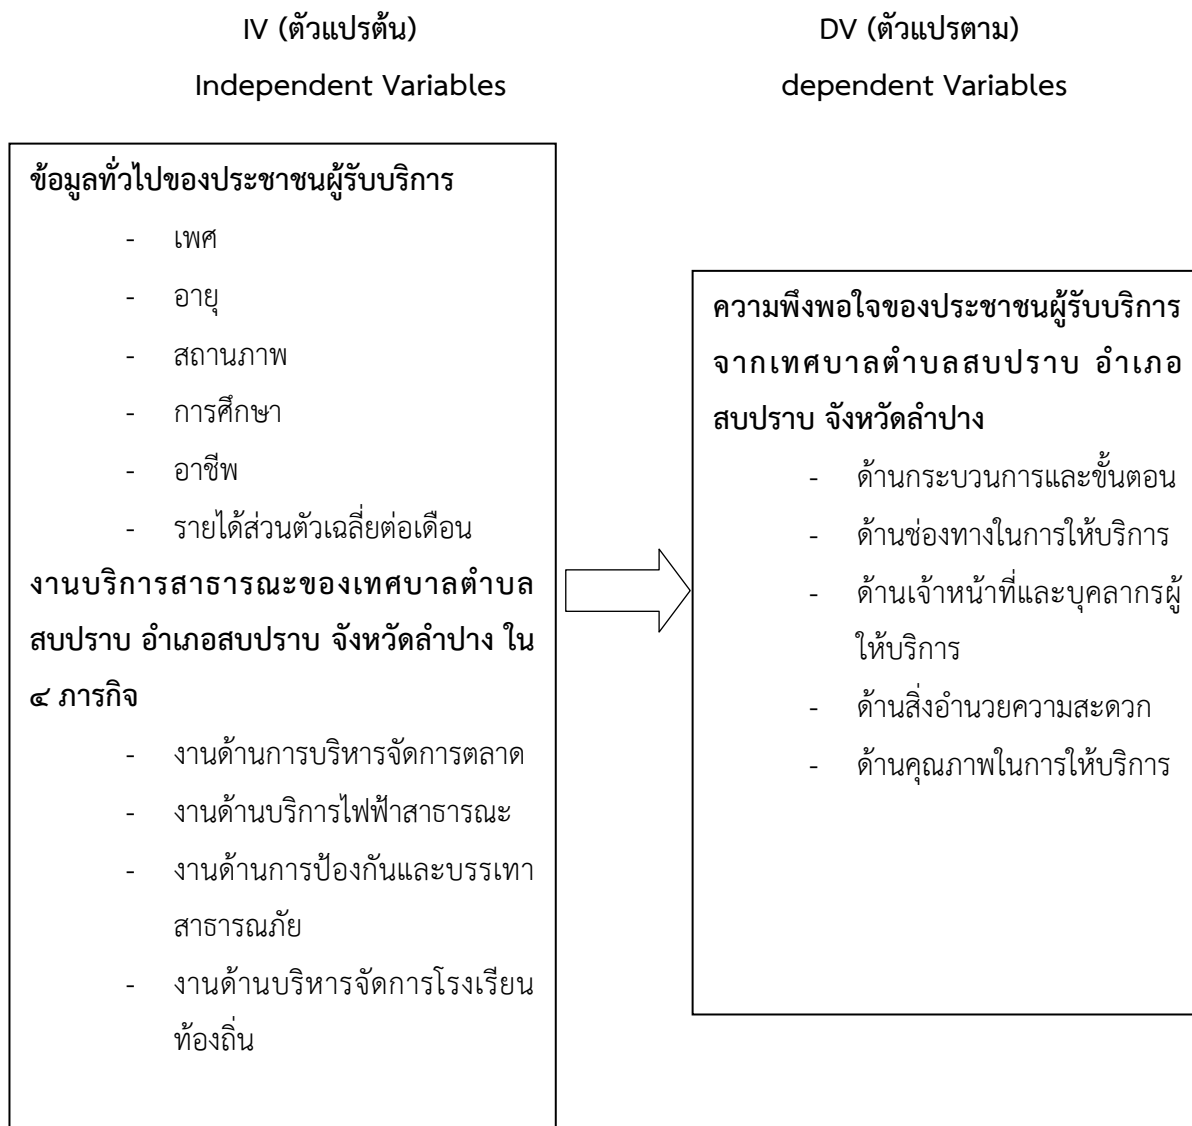 IV (ตัวแปรต้น)
Independent Variables
DV (ตัวแปรตาม)
dependent Variables
ข้อมูลทั่วไปของประชาชนผู้รับบริการ
- เพศ
- อายุ
- สถานภาพ
- การศึกษา
- อาชีพ
- รายได้ส่วนตัวเฉลี่ยต่อเดือน
งานบริการสาธารณะของเทศบาลตำบล
สบปราบ อำเภอสบปราบ จังหวัดลำปาง ใน
๔ ภารกิจ
- งานด้านการบริหารจัดการตลาด
- งานด้านบริการไฟฟ้าสาธารณะ
- งานด้านการป้องกันและบรรเทา
สาธารณภัย
- งานด้านบริหารจัดการโรงเรียน
ท้องถิ่น
ความพึงพอใจของประชาชนผู้รับบริการ
จากเทศบาลตำบลสบปราบ อำเภอ
สบปราบ จังหวัดลำปาง
- ด้านกระบวนการและขั้นตอน
- ด้านช่องทางในการให้บริการ
- ด้านเจ้าหน้าที่และบุคลากรผู้
ให้บริการ
- ด้านสิ่งอำนวยความสะดวก
- ด้านคุณภาพในการให้บริการ